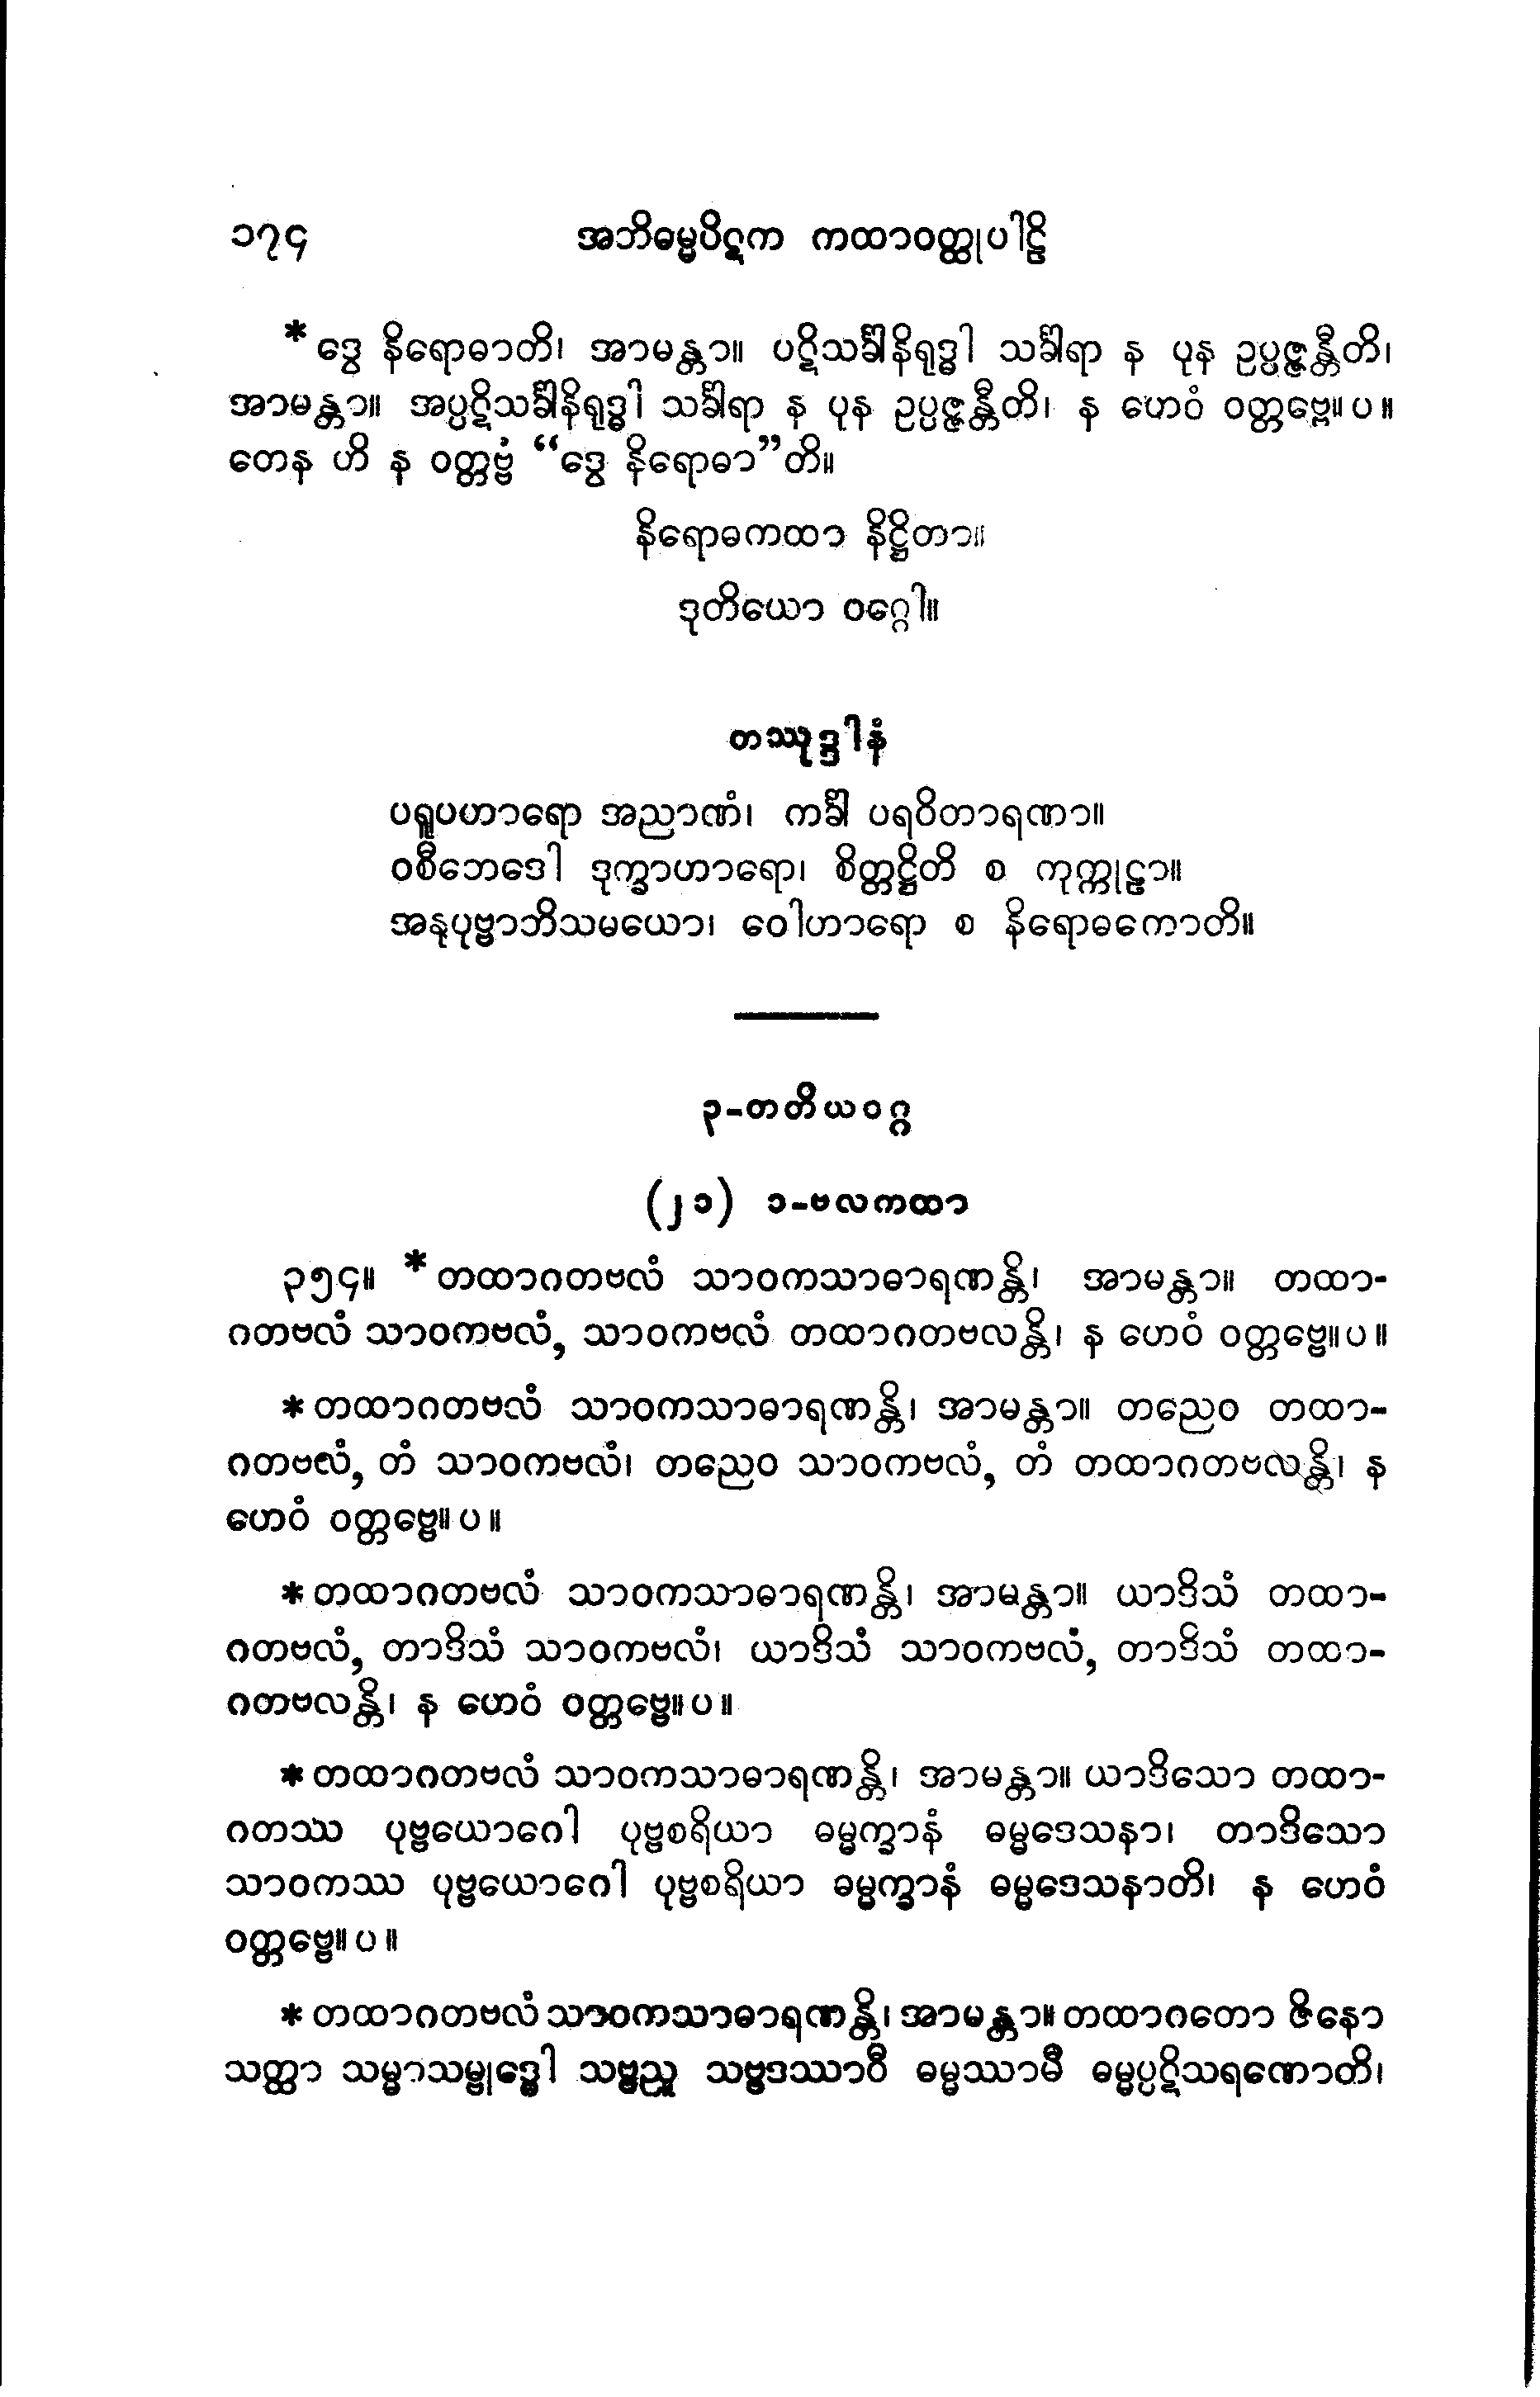 ၁၇၄ အဘိဓမ္မပိဋက ကထာဝတ္ထုပါဠိ
*ဒွေ နိရောဓာတိ၊ အာမန္တာ။ ပဋိသင်္ခါနိရုဒ္ဓါ သင်္ခါရာ န ပုန ဥပ္ပဇ္ဇန္တီတိ၊
အာမန္တာ။ အပ္ပဋိသင်္ခါနိရုဒ္ဓါ သင်္ခါရာ န ပုန ဥပ္ပဇ္ဇန္တီတိ၊ န ဟေဝံ ဝတ္တဗ္ဗေ။ ပ ။
တေန ဟိ န ဝတ္တဗ္ဗံ “ဒွေ နိရောဓာ”တိ။
နိရောဓကထာ နိဋ္ဌိတာ။
ဒုတိယော ဝဂ္ဂေါ။
တဿုဒ္ဒါနံ
ပရူပဟာရော အညာဏံ၊ ကင်္ခါ ပရဝိတာရဏာ။
ဝစီဘေဒေါ ဒုက္ခာဟာရော၊ စိတ္တဋ္ဌိတိ စ ကုက္ကုဠာ။
အနုပုဗ္ဗာဘိသမယော၊ ဝေါဟာရော စ နိရောဓကောတိ။
၃-တတိယဝဂ္ဂ
(၂၁) ၁-ဗလကထာ
၃၅၄။ *တထာဂတဗလံ သာဝကသာဓာရဏန္တိ၊ အာမန္တာ။ တထာ-
ဂတဗလံ သာဝကဗလံ, သာဝကဗလံ တထာဂတဗလန္တိ၊ န ဟေဝံ ဝတ္တဗ္ဗေ။ ပ ။
*တထာဂတဗလံ သာဝကသာဓာရဏန္တိ၊ အာမန္တာ။ တညေဝ တထာ-
ဂတဗလံ, တံ သာဝကဗလံ၊ တညေဝ သာဝကဗလံ, တံ တထာဂတဗလန္တိ၊ န
ဟေဝံ ဝတ္တဗ္ဗေ။ ပ ။
*တထာဂတဗလံ သာဝကသာဓာရဏန္တိ၊ အာမန္တာ။ ယာဒိသံ တထာ-
ဂတဗလံ, တာဒိသံ သာဝကဗလံ၊ ယာဒိသံ သာဝကဗလံ, တာဒိသံ တထာ-
ဂတဗလန္တိ၊ န ဟေဝံ ဝတ္တဗ္ဗေ။ ပ ။
*တထာဂတဗလံ သာဝကသာဓာရဏန္တိ၊ အာမန္တာ။ ယာဒိသော တထာ-
ဂတဿ ပုဗ္ဗယောဂေါ ပုဗ္ဗစရိယာ ဓမ္မက္ခာနံ ဓမ္မဒေသနာ၊ တာဒိသော
သာဝကဿ ပုဗ္ဗယောဂေါ ပုဗ္ဗစရိယာ ဓမ္မက္ခာနံ ဓမ္မဒေသနာတိ၊ န ဟေဝံ
ဝတ္တဗ္ဗေ။ ပ ။
*တထာဂတဗလံ သာဝကသာဓာရဏန္တိ၊ အာမန္တာ။ တထာဂတော ဇိနော
သတ္ထာ သမ္မာသမ္ဗုဒ္ဓေါ သဗ္ဗညူ သဗ္ဗဒဿာဝီ ဓမ္မဿာမီ ဓမ္မပ္ပဋိသရဏောတိ၊